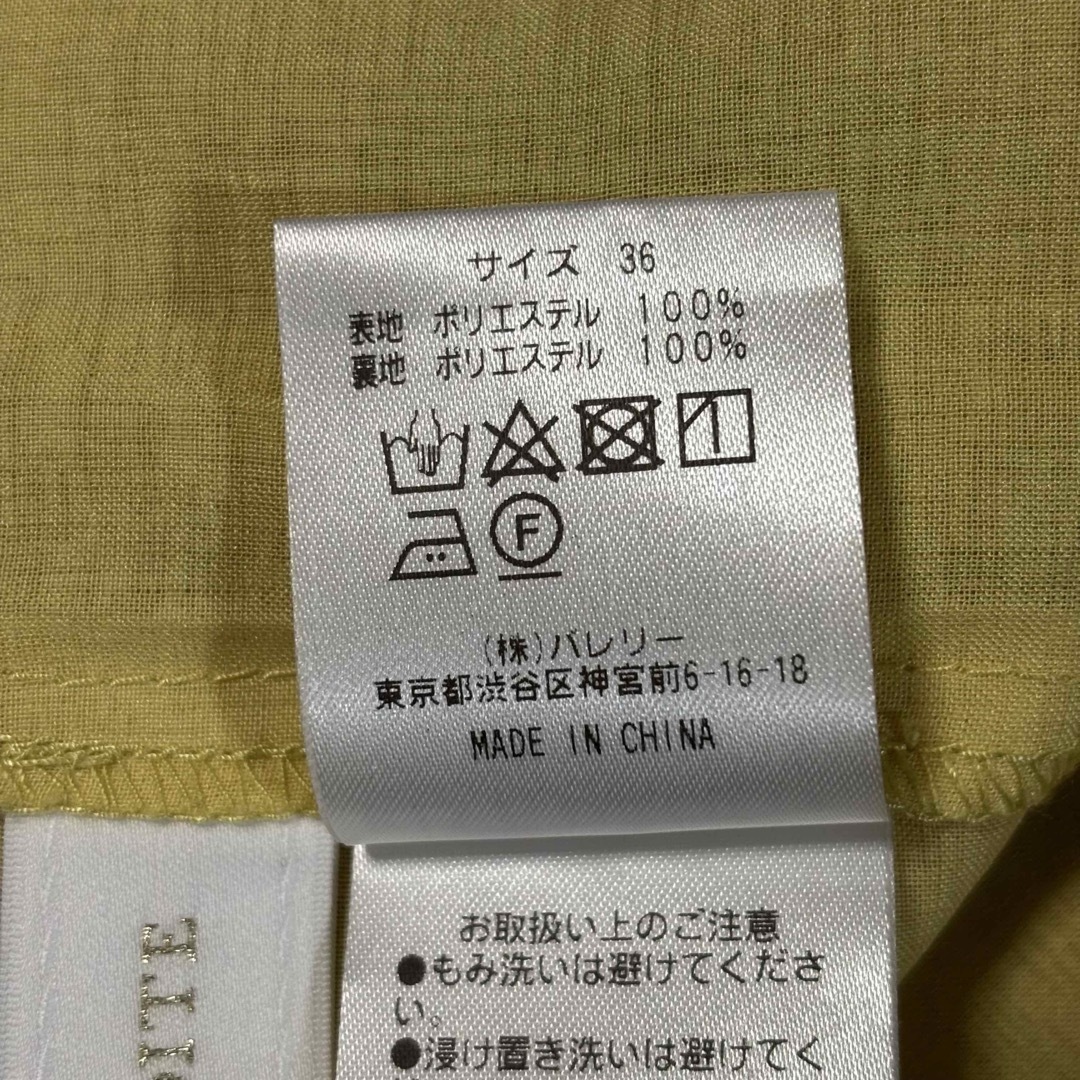 サイズ 36
表地 ポリエステル 100%
裏地 ポリエステル 100%
F
(株)バレリー
東京都渋谷区神宮前6-16-18
MADE IN CHINA
お取扱い上のご注意
●もみ洗いは避けてくださ
い。
●浸け置き洗いは避けてく